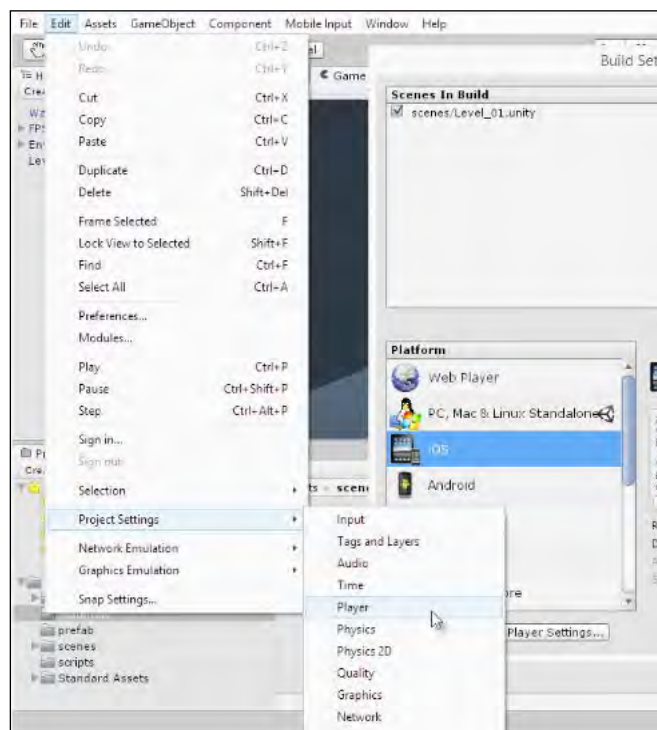 File Edit Assets GameObject Component Mobile Input Window Help
Undo Ctrl+Z
Redo Ctrl+Y
Cut Ctrl+X
Copy Ctrl+C
Paste Ctrl+V
Duplicate Ctrl+D
Delete Shift+Del
Frame Selected F
Lock View to Selected Shift+F
Find Ctrl+F
Select All Ctrl+A
Preferences...
Modules...
Play Ctrl+P
Pause Ctrl+Shift+P
Step Ctrl+Alt+P
Sign in...
Sign out
Selection
Project Settings
Network Emulation
Graphics Emulation
Snap Settings...
Input
Tags and Layers
Audio
Time
Player
Physics
Physics 2D
Quality
Graphics
Network
Game
Build Set
Scenes In Build
scenes/Level_01.unity
Platform
Web Player
PC, Mac & Linux Standalone
iOS
Android
Player Settings...
prefab
scenes
scripts
Standard Assets